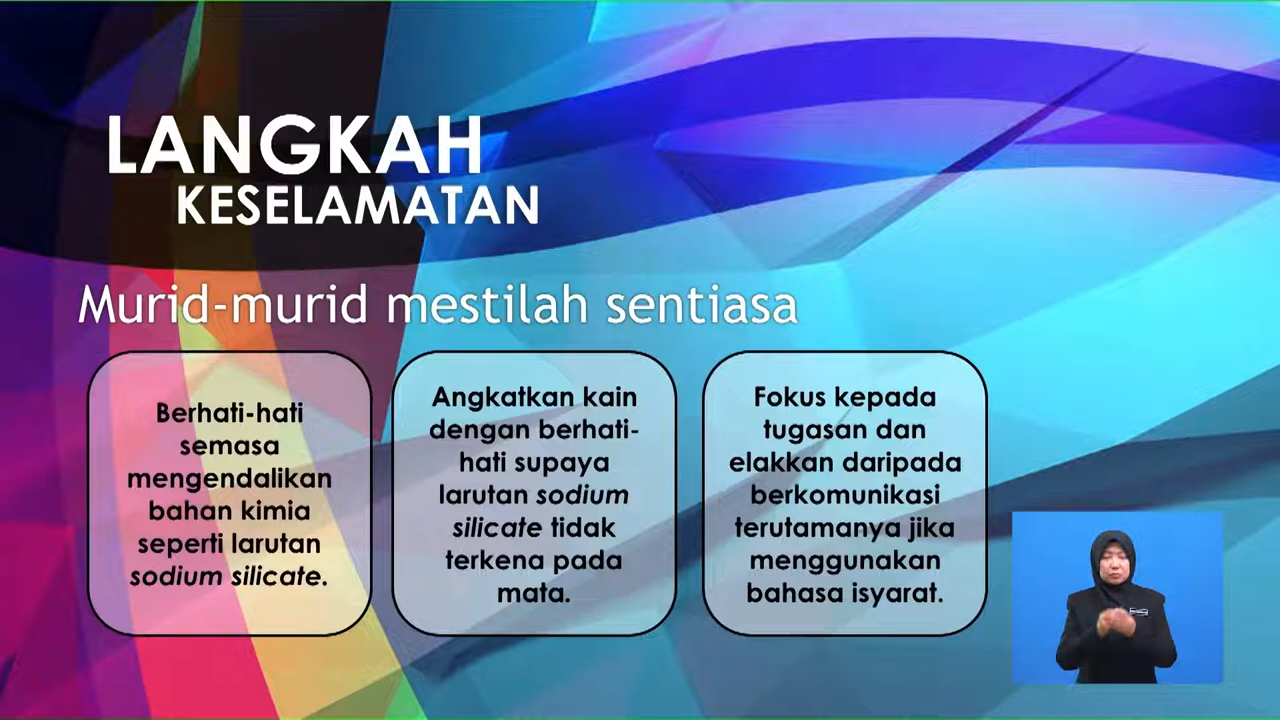 LANGKAH
KESELAMATAN
Murid-murid mestilah sentiasa
Berhati-hati
semasa
mengendalikan
bahan kimia
seperti larutan
sodium silicate.
Angkatkan kain
dengan berhati-
hati supaya
larutan sodium
silicate tidak
terkena pada
mata.
Fokus kepada
tugasan dan
elakkan daripada
berkomunikasi
terutamanya jika
menggunakan
bahasa isyarat.